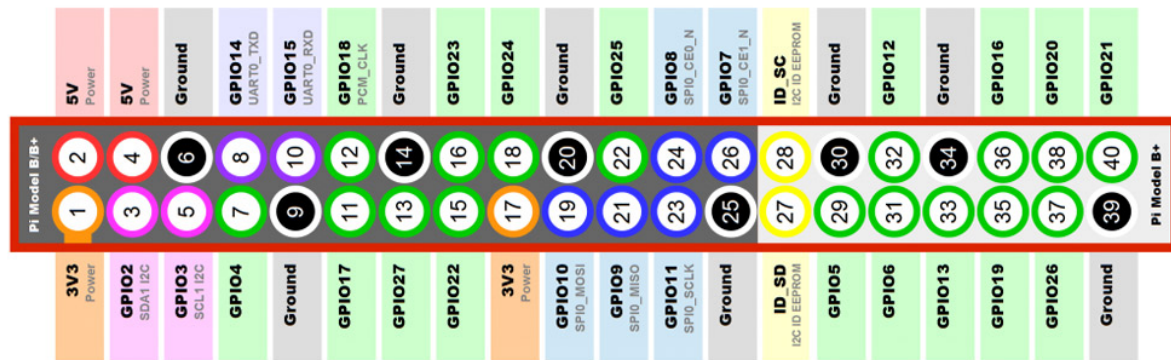 5V
Power
5V
Power
Ground
GPIO14
UART0_TXD
GPIO15
UART0_RXD
GPIO18
PCM_CLK
Ground
GPIO23
GPIO24
Ground
GPIO25
GPIO8
SPI0_CE0_N
GPIO7
SPI0_CE1_N
ID_SC
I2C ID EEPROM
Ground
GPIO12
Ground
GPIO16
GPIO20
GPIO21
Pi Model B/B+
2 4 6 8 10 12 14 16 18 20 22 24 26 28 30 32 34 36 38 40
1 3 5 7 9 11 13 15 17 19 21 23 25 27 29 31 33 35 37 39
Pi Model B+
3V3
Power
GPIO2
SDA1 I2C
GPIO3
SCL1 I2C
GPIO4
Ground
GPIO17
GPIO27
GPIO22
3V3
Power
GPIO10
SPI0_MOSI
GPIO9
SPI0_MISO
GPIO11
SPI0_SCLK
Ground
ID_SD
I2C ID EEPROM
GPIO5
GPIO6
GPIO13
GPIO19
GPIO26
Ground